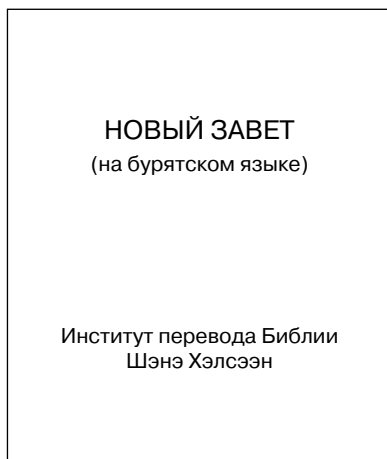 НОВЫЙ ЗАВЕТ
(на бурятском языке)
Институт перевода Библии
Шэнэ Хэлсээн